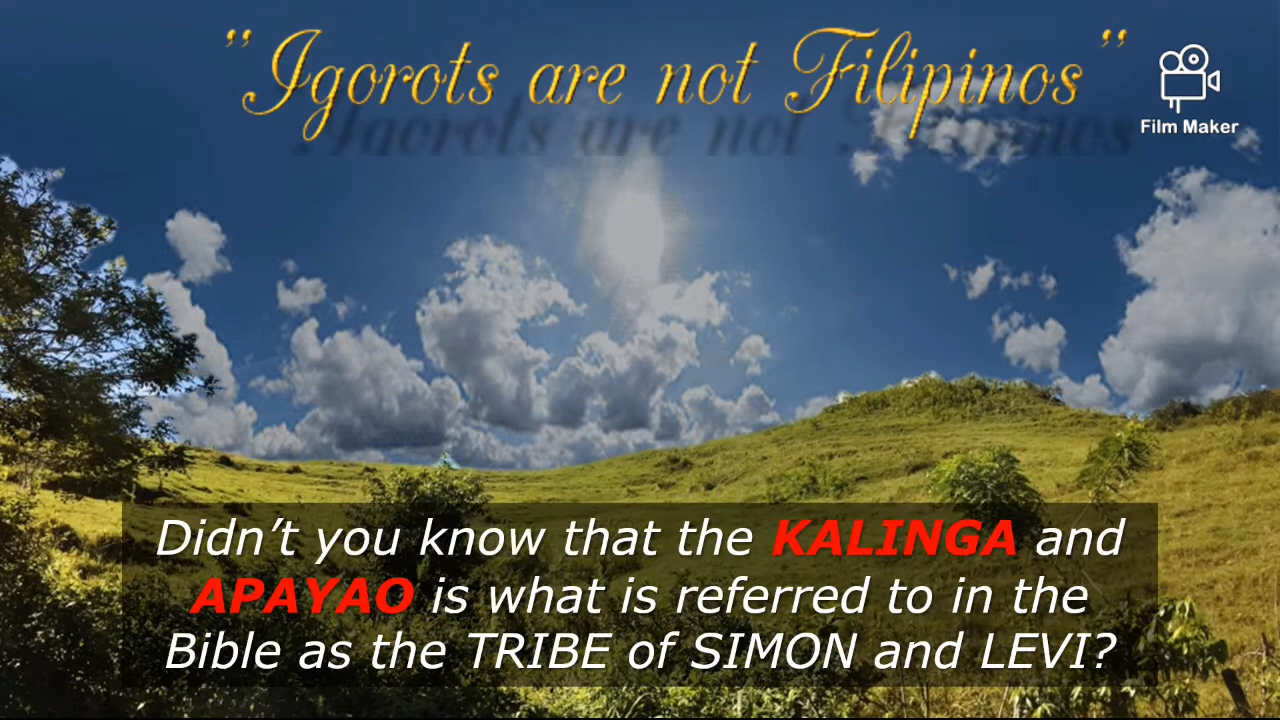 "Igorots are not Filipinos"
Film Maker
Didn't you know that the KALINGA and
APAYAO is what is referred to in the
Bible as the TRIBE of SIMON and LEVI?